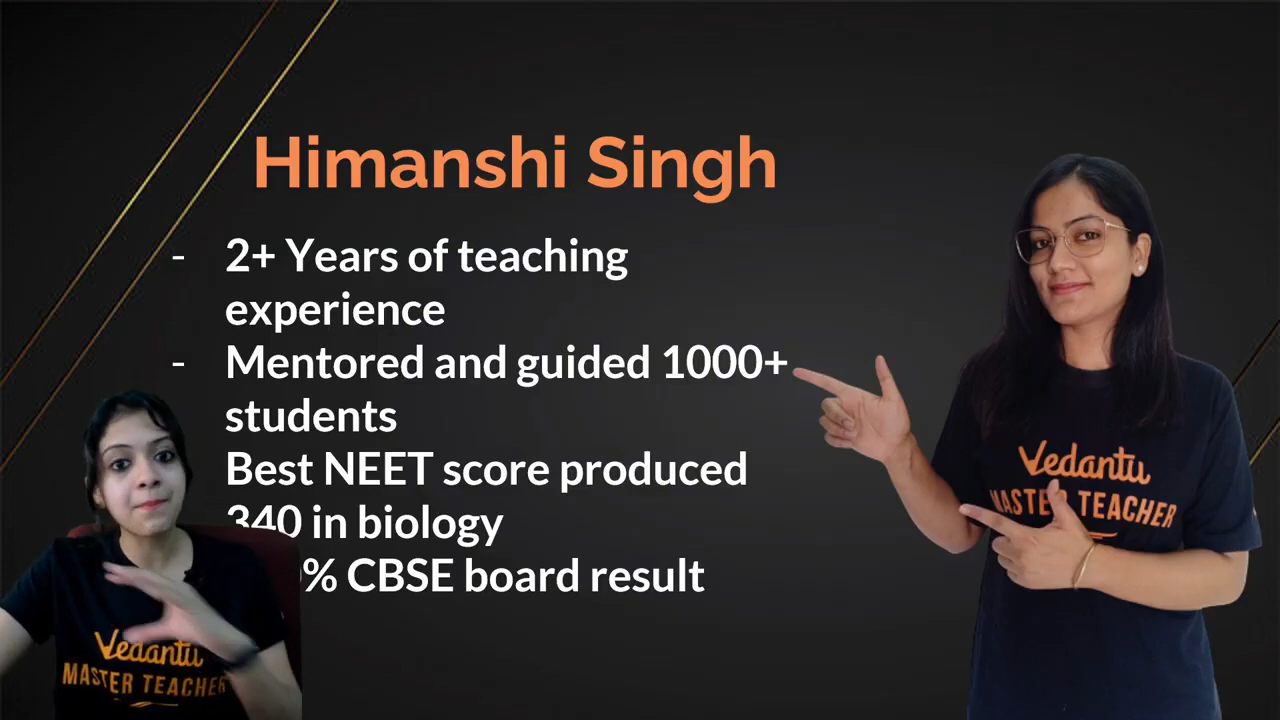 Himanshi Singh
- 2+ Years of teaching
experience
- Mentored and guided 1000+
students
Best NEET score produced
340 in biology
% CBSE board result
Vedantu
MASTER TEACHER
Vedantu
MASTER TEACHER